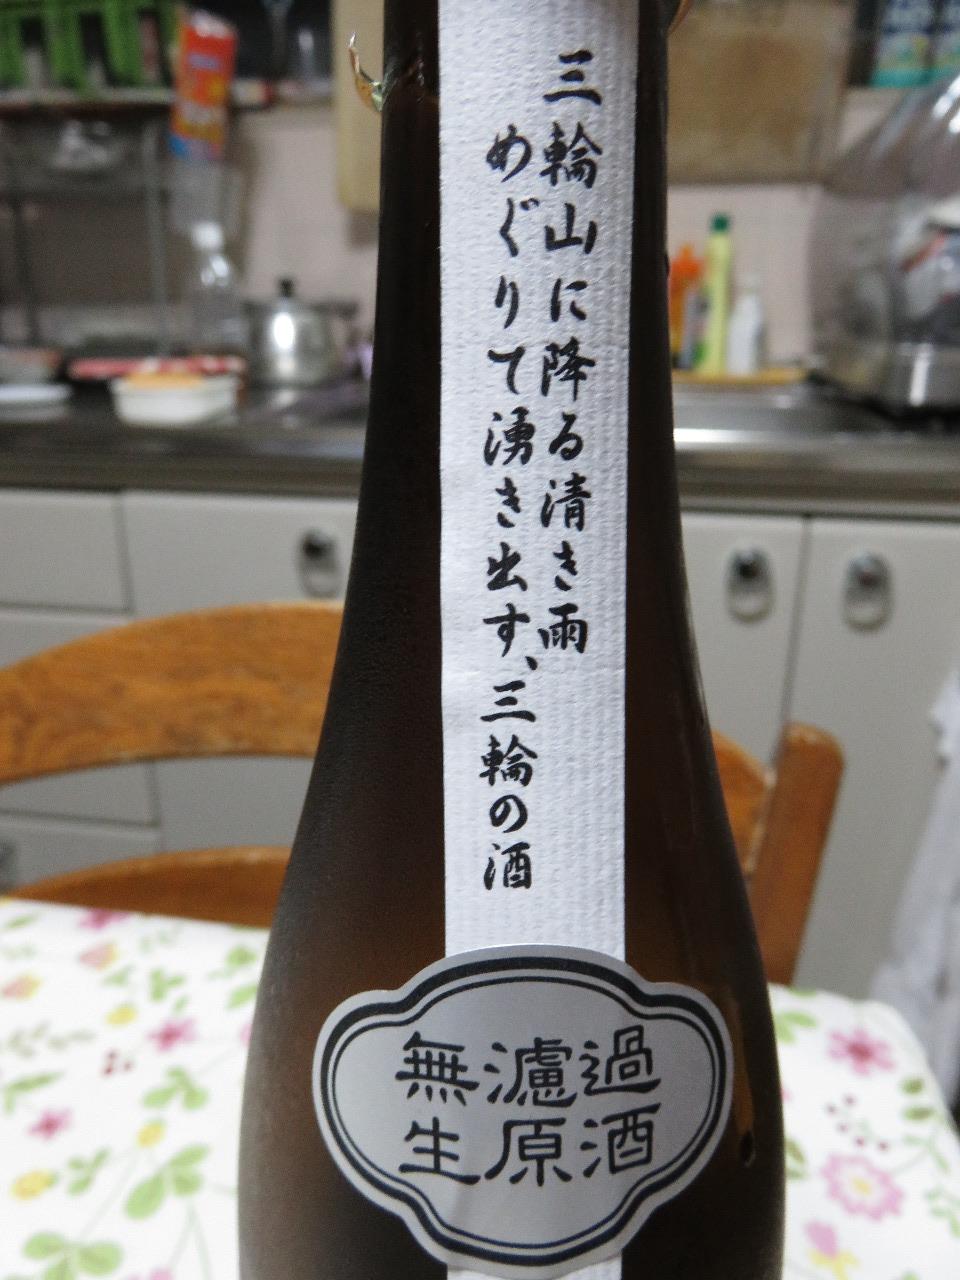 三輪山に降る清き雨
めぐりて湧き出す、三輪の酒
無濾過
生原酒